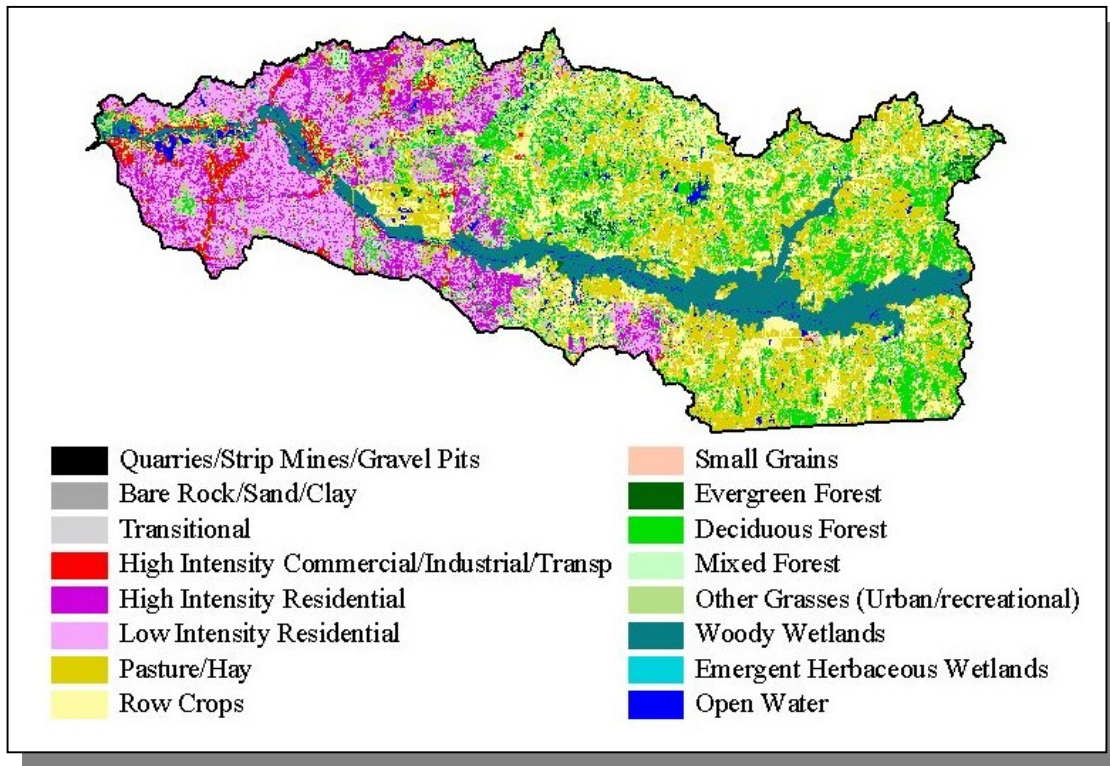 Quarries/Strip Mines/Gravel Pits
Bare Rock/Sand/Clay
Transitional
High Intensity Commercial/Industrial/Transp
High Intensity Residential
Low Intensity Residential
Pasture/Hay
Row Crops
Small Grains
Evergreen Forest
Deciduous Forest
Mixed Forest
Other Grasses (Urban/recreational)
Woody Wetlands
Emergent Herbaceous Wetlands
Open Water